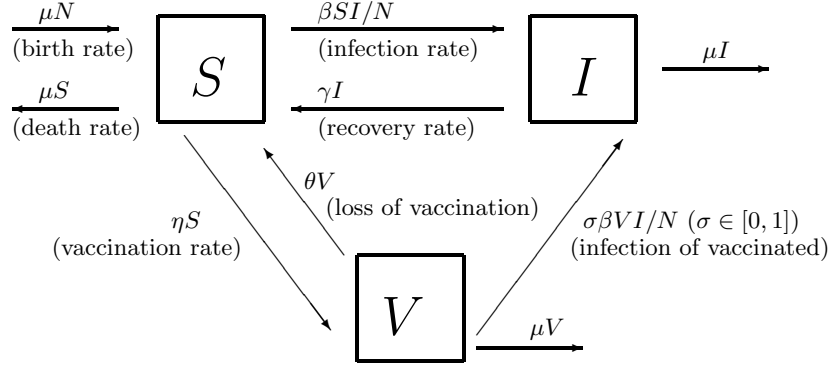 μN
(birth rate)
μS
(death rate)
S
βSI/N
(infection rate)
γI
(recovery rate)
I
μI
ηS
(vaccination rate)
θV
(loss of vaccination)
σβVI/N (σ ∈ [0, 1])
(infection of vaccinated)
V
μV